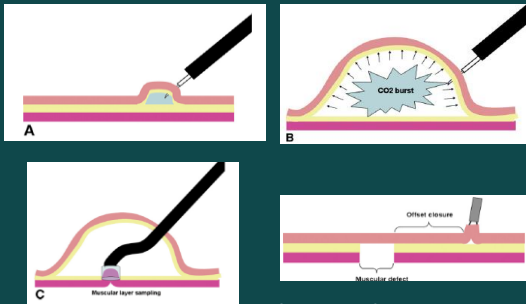 A
CO2 burst
B
C
Muscular layer sampling
Offset closure
Muscular defect